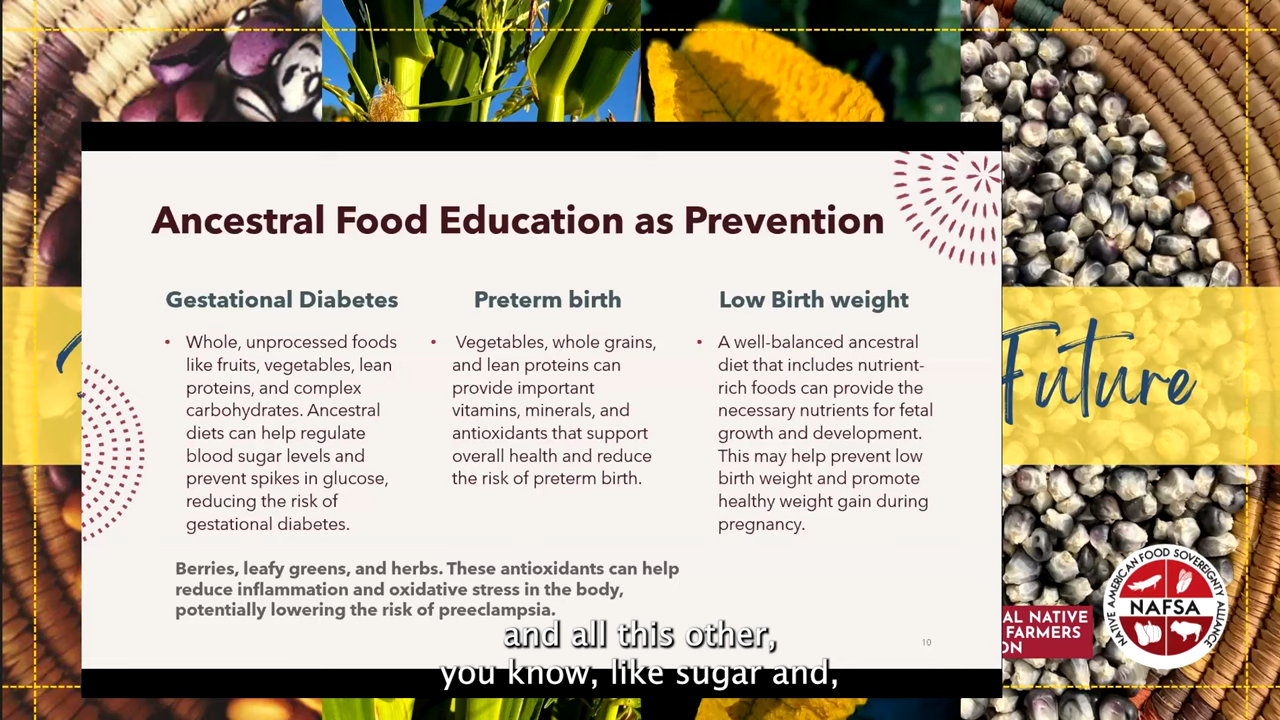 Ancestral Food Education as Prevention
Gestational Diabetes
• Whole, unprocessed foods
like fruits, vegetables, lean
proteins, and complex
carbohydrates. Ancestral
diets can help regulate
blood sugar levels and
prevent spikes in glucose,
reducing the risk of
gestational diabetes.
Preterm birth
• Vegetables, whole grains,
and lean proteins can
provide important
vitamins, minerals, and
antioxidants that support
overall health and reduce
the risk of preterm birth.
Low Birth weight
• A well-balanced ancestral
diet that includes nutrient-
rich foods can provide the
necessary nutrients for fetal
growth and development.
This may help prevent low
birth weight and promote
healthy weight gain during
pregnancy.
Berries, leafy greens, and herbs. These antioxidants can help
reduce inflammation and oxidative stress in the body,
potentially lowering the risk of preeclampsia.
10
Future
AL NATIVE
FARMERS
ON
NATIVE AMERICAN FOOD SOVEREIGNTY ALLIANCE
NAFSA
and all this other,
you know, like sugar and,